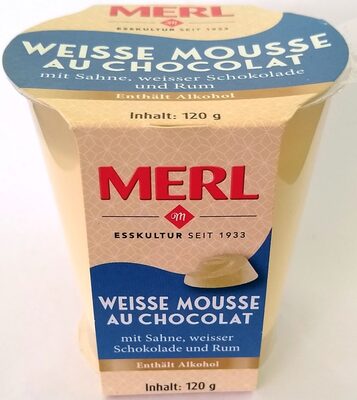 MERL
ESSKULTUR SEIT 1933
WEISSE MOUSSE
AU CHOCOLAT
mit Sahne, weisser Schokolade
und Rum
Enthält Alkohol
Inhalt: 120 g
MERL
m
ESSKULTUR SEIT 1933
WEISSE MOUSSE
AU CHOCOLAT
mit Sahne, weisser
Schokolade und Rum
Enthält Alkohol
Inhalt: 120 g